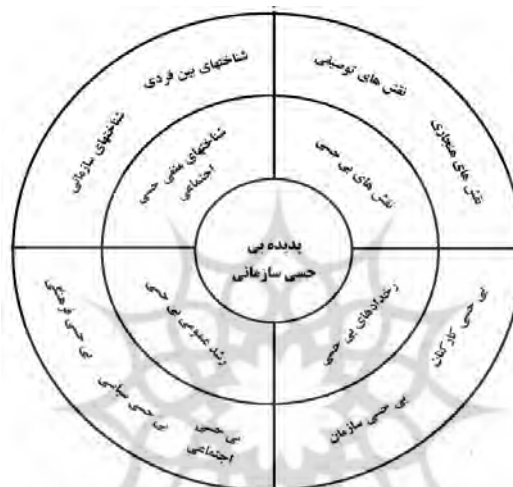 شناختهای بین فردی
نقش های توصیفی
شناختهای سازمانی
نقش های هنجاری
شناختهای منفی حسی
اجتماعی
نقش های بی حسی
پدیده بی
حسی سازمانی
رشد عمومی بی حسی
رخدادهای بی حسی
بی حسی فرهنگی
بی حسی سیاسی
بی حسی
اجتماعی
بی حسی کارکنان
بی حسی سازمان